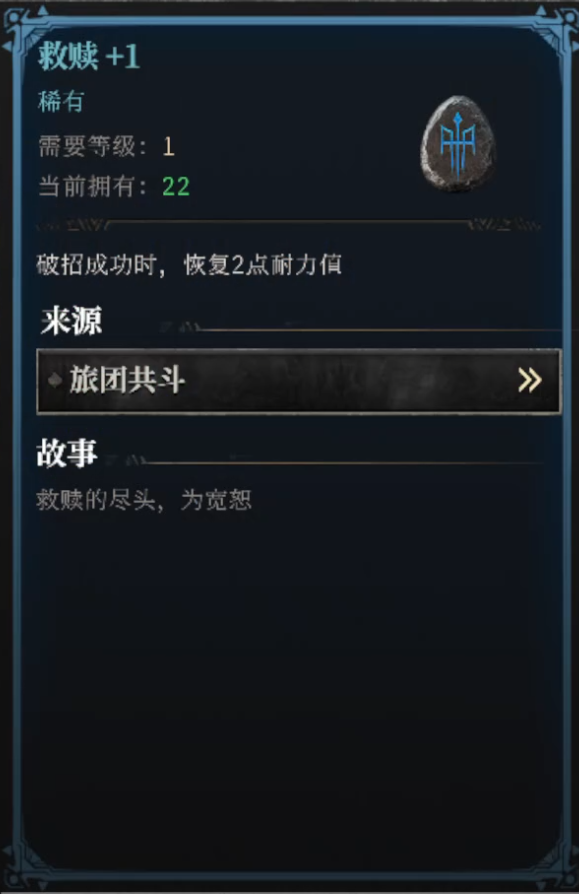 救赎 +1
稀有
需要等级：1
当前拥有：22
破招成功时，恢复2点耐力值
来源
旅团共斗
故事
救赎的尽头，为宽恕